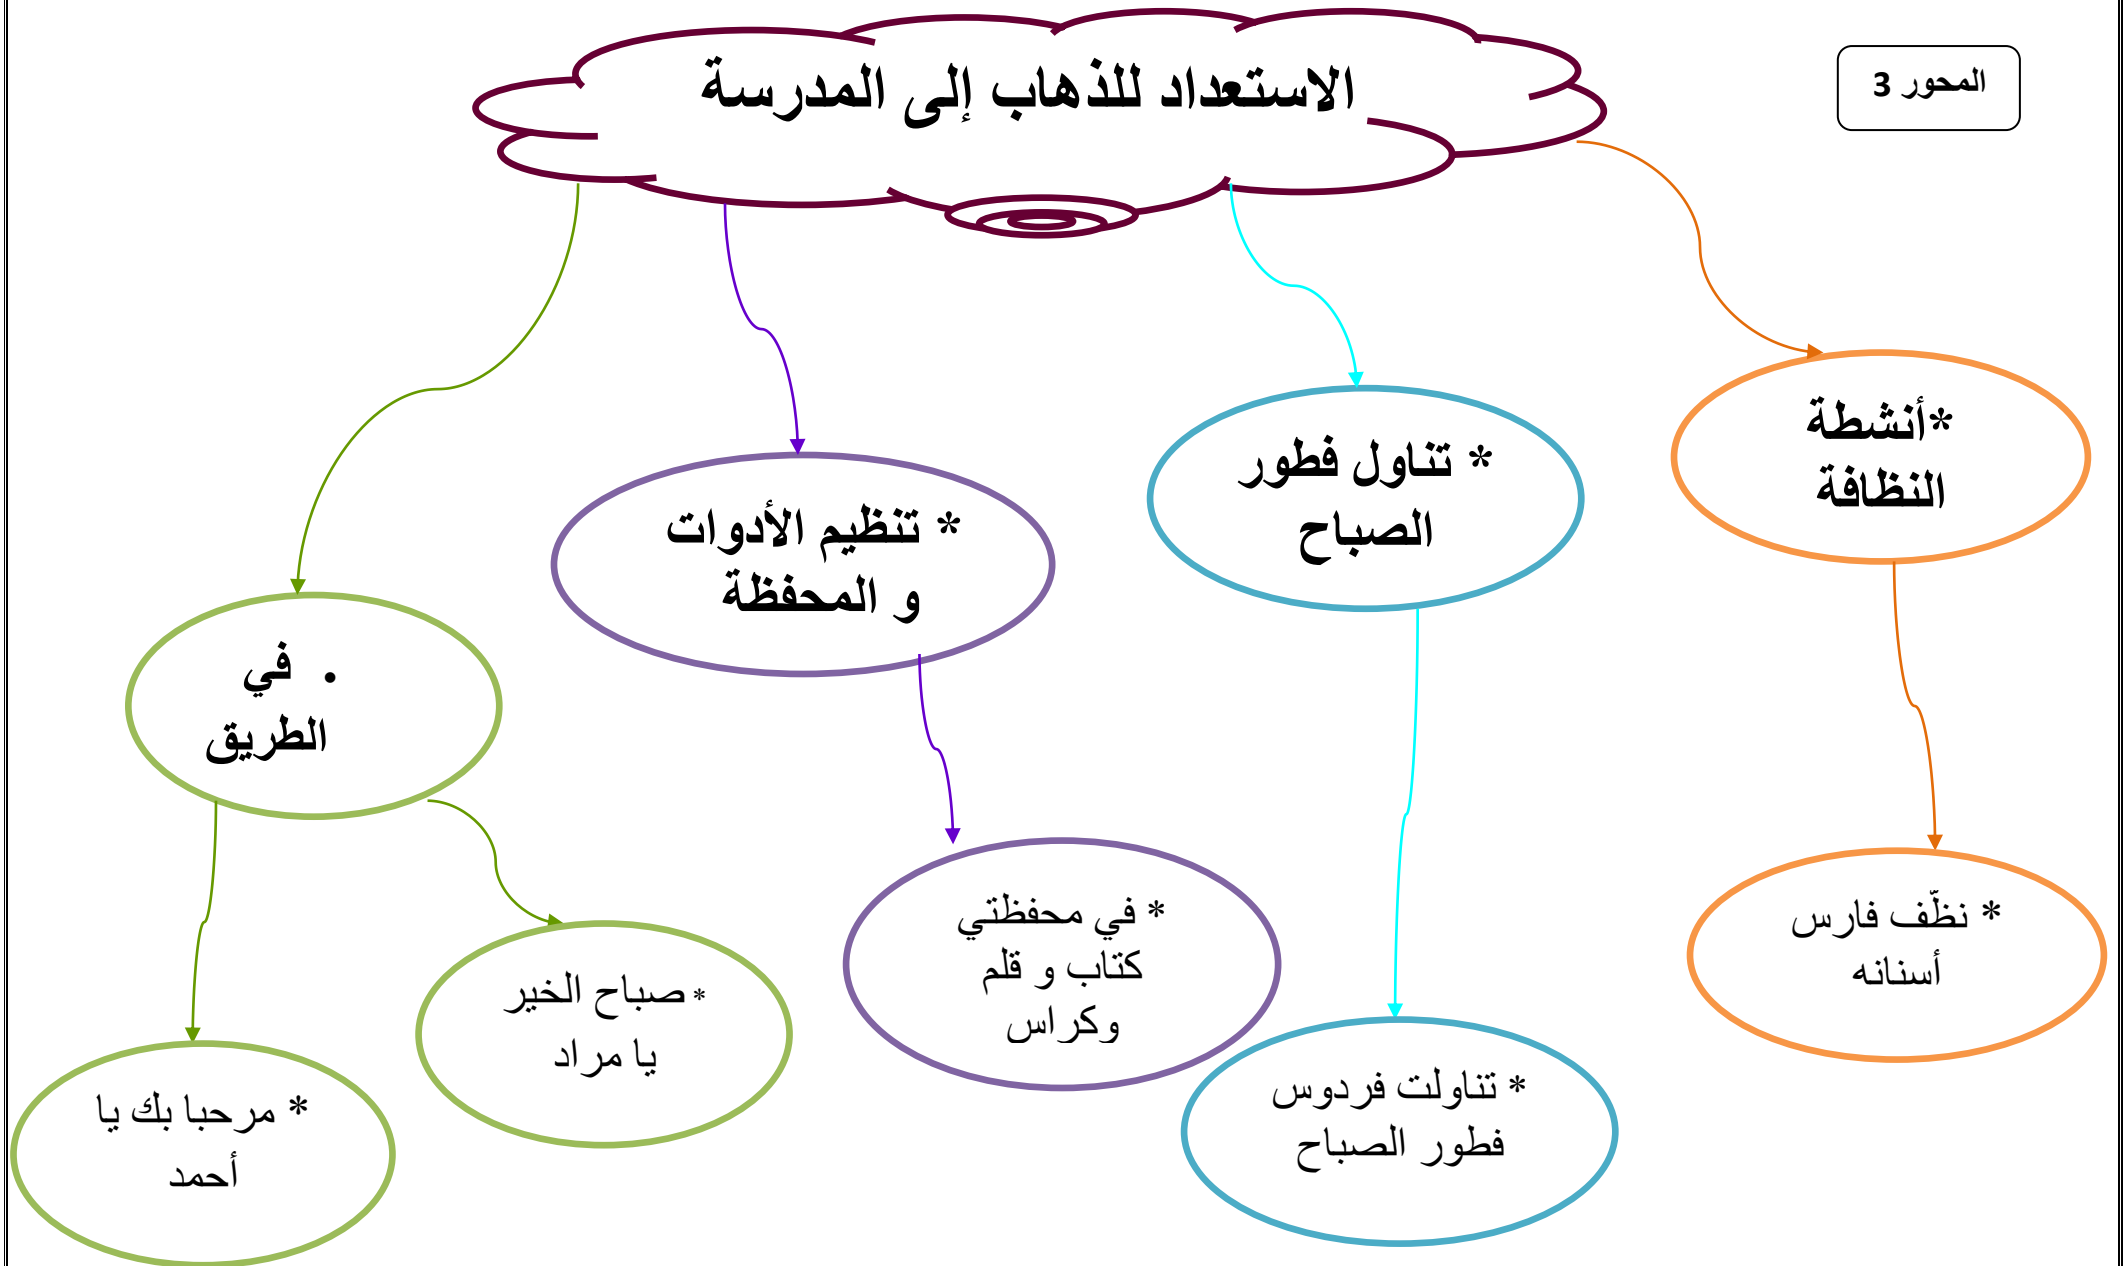 المحور 3
الاستعداد للذهاب إلى المدرسة
*أنشطة
النظافة
* تناول فطور
الصباح
* تنظيم الأدوات
و المحفظة
. في
الطريق
* نظّف فارس
أسنانه
* تناولت فردوس
فطور الصباح
* في محفظتي
كتاب و قلم
وكراس
* صباح الخير
يا مراد
* مرحبا بك يا
أحمد